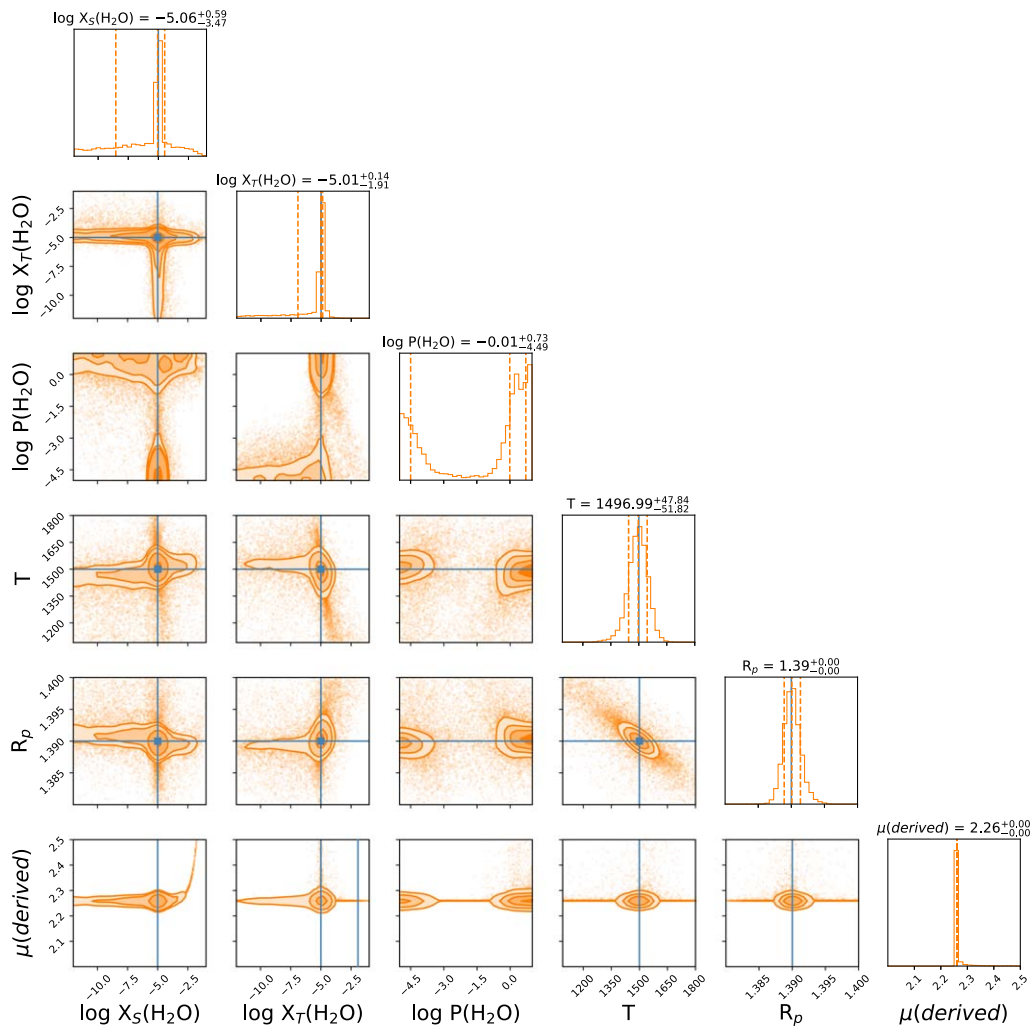 log X_S(H₂O) = −5.06^{+0.59}_{−3.47}
log X_T(H₂O) = −5.01^{+0.14}_{−1.91}
log X_T(H₂O)
−2.5
−5.0
−7.5
−10.0
log P(H₂O) = −0.01^{+0.73}_{−4.49}
log P(H₂O)
0.0
−1.5
−3.0
−4.5
T = 1496.99^{+47.84}_{−51.82}
T
1800
1650
1500
1350
1200
R_p = 1.39^{+0.00}_{−0.00}
R_p
1.400
1.395
1.390
1.385
μ(derived) = 2.26^{+0.00}_{−0.00}
μ(derived)
2.5
2.4
2.3
2.2
2.1
−10.0 −7.5 −5.0 −2.5 −10.0 −7.5 −5.0 −2.5 −4.5 −3.0 −1.5 0.0 1200 1350 1500 1650 1800 1.385 1.390 1.395 1.400 2.1 2.2 2.3 2.4 2.5
log X_S(H₂O) log X_T(H₂O) log P(H₂O) T R_p μ(derived)